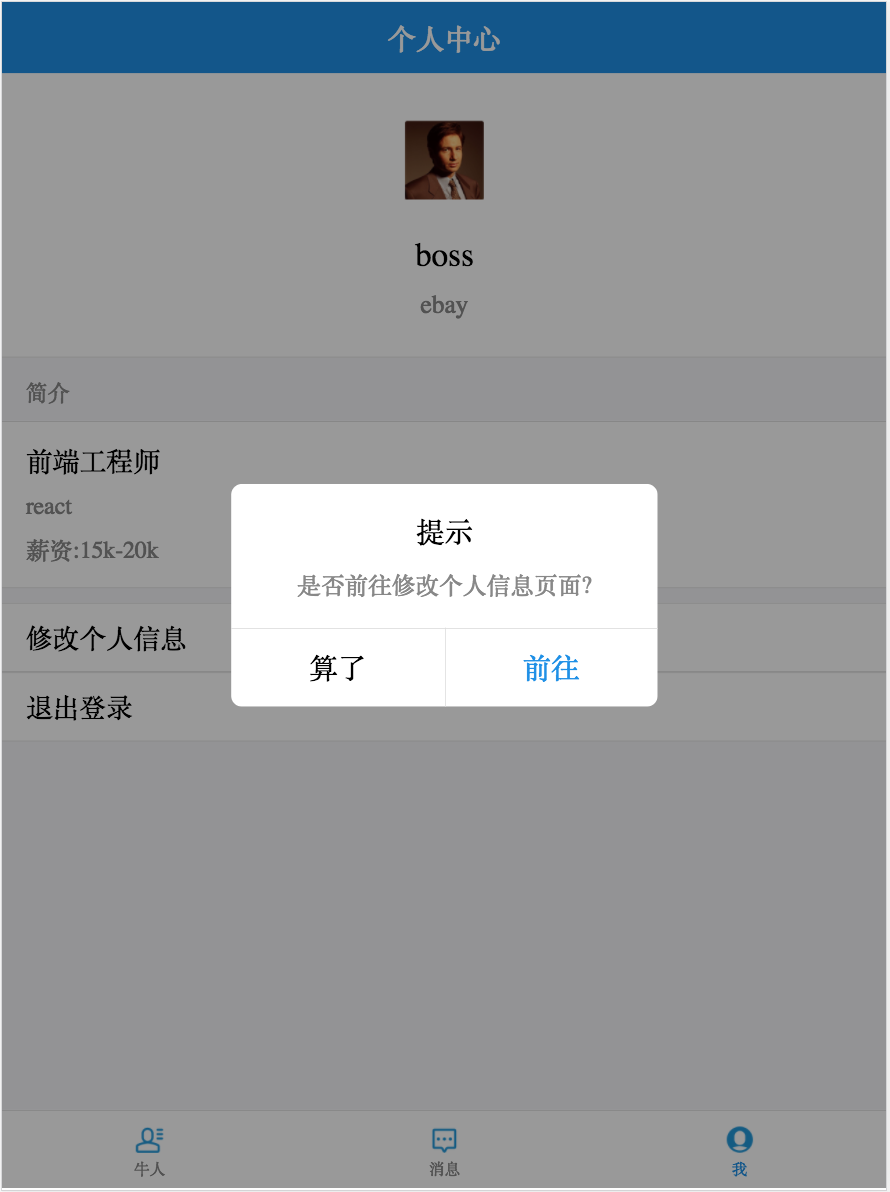 个人中心
boss
ebay
简介
前端工程师
react
薪资:15k-20k
提示
是否前往修改个人信息页面?
算了
前往
修改个人信息
退出登录
牛人
消息
我